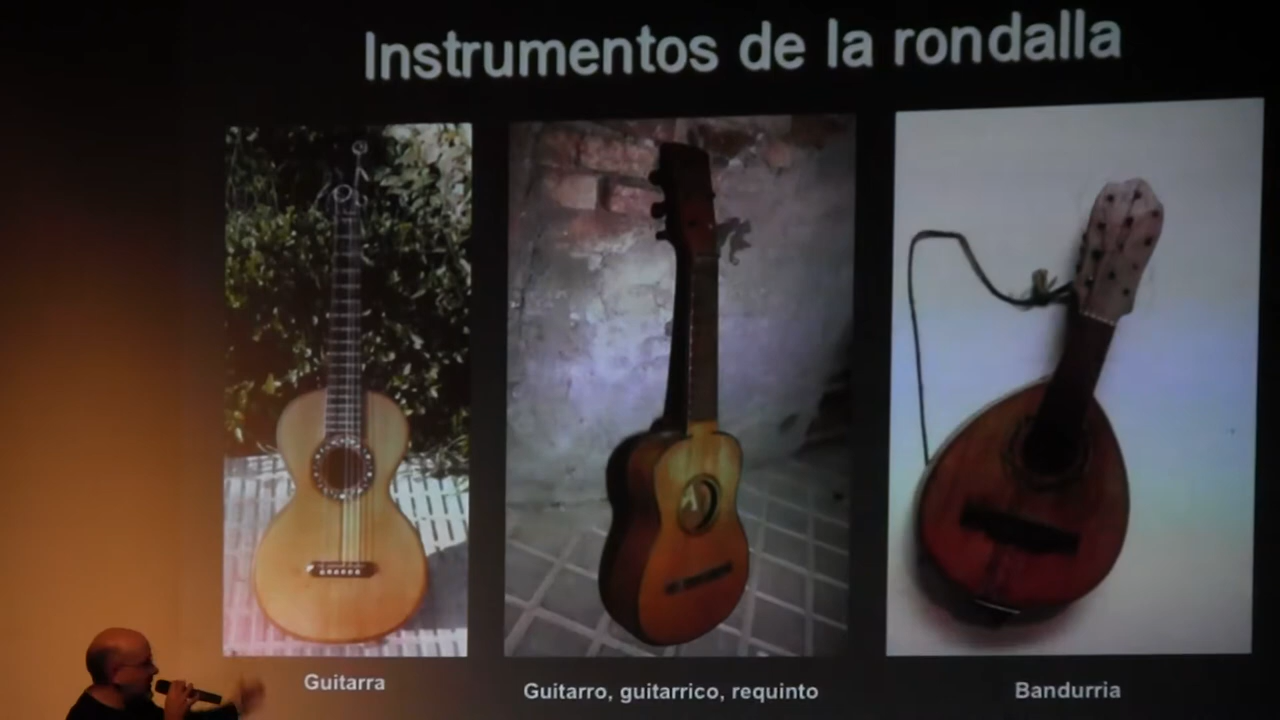 Instrumentos de la rondalla
Guitarra
Guitarro, guitarrico, requinto
Bandurria